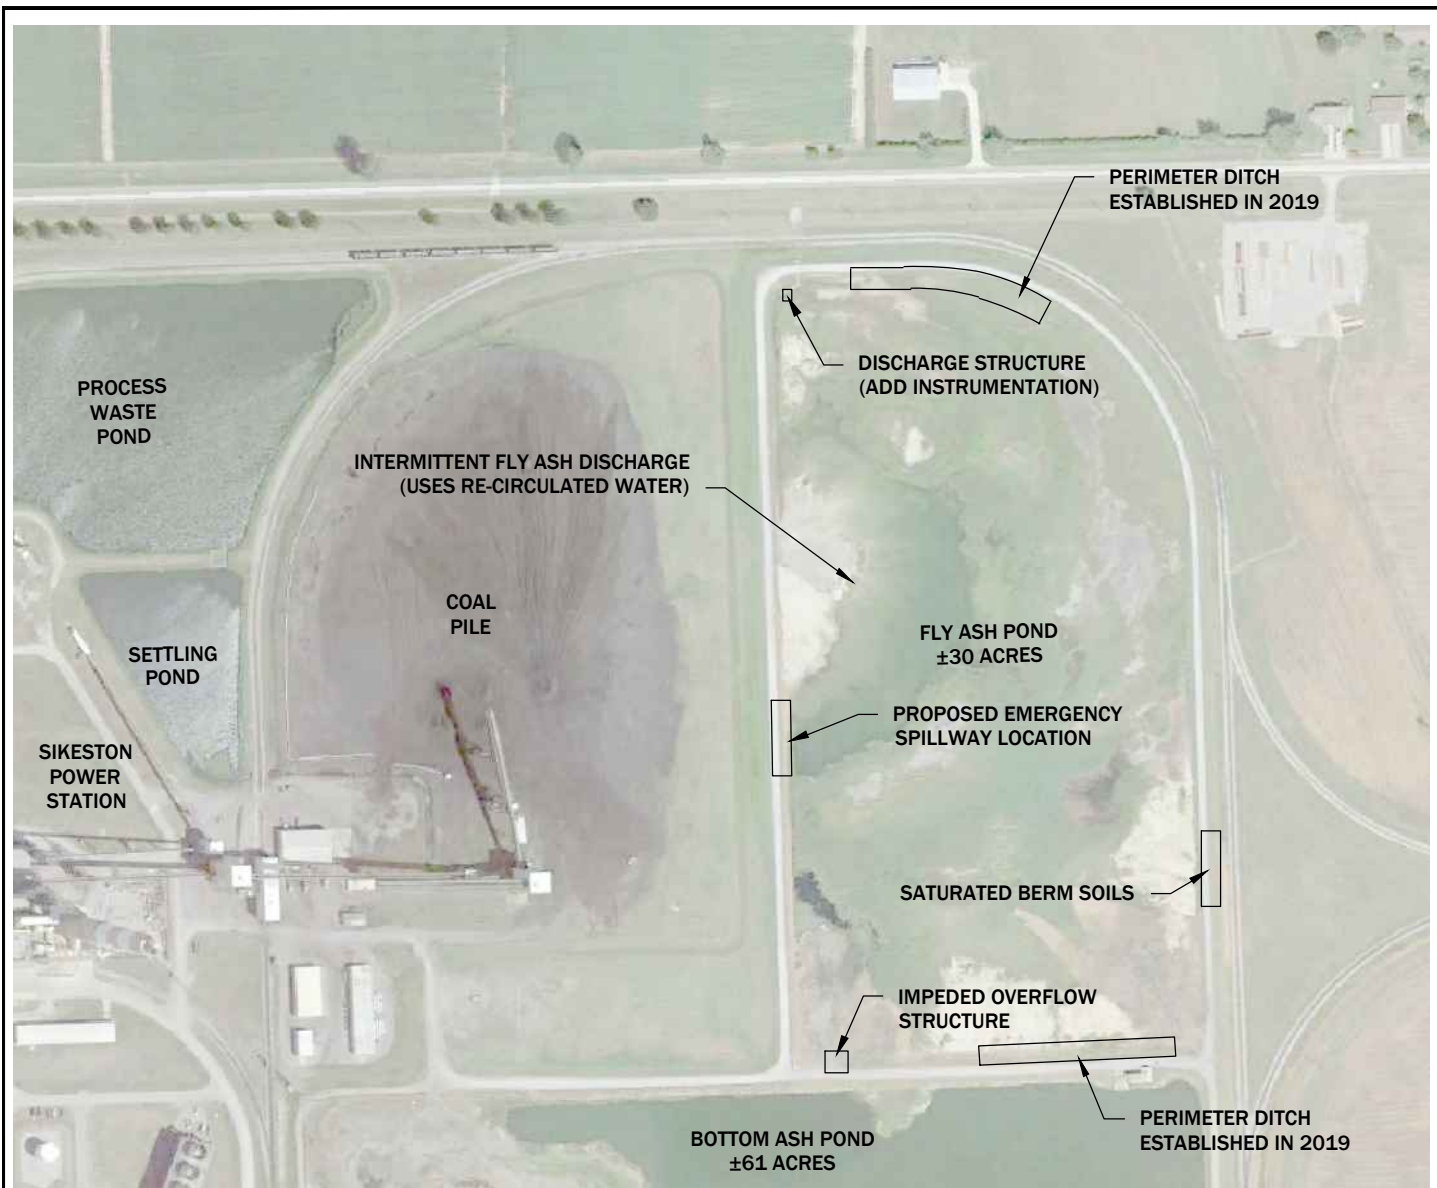 PERIMETER DITCH
ESTABLISHED IN 2019
DISCHARGE STRUCTURE
(ADD INSTRUMENTATION)
PROCESS
WASTE
POND
INTERMITTENT FLY ASH DISCHARGE
(USES RE-CIRCULATED WATER)
COAL
PILE
FLY ASH POND
±30 ACRES
SETTLING
POND
PROPOSED EMERGENCY
SPILLWAY LOCATION
SIKESTON
POWER
STATION
SATURATED BERM SOILS
IMPEDED OVERFLOW
STRUCTURE
PERIMETER DITCH
ESTABLISHED IN 2019
BOTTOM ASH POND
±61 ACRES